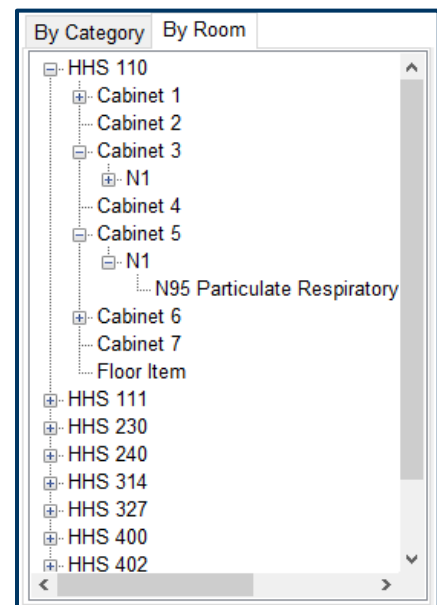 By Category By Room
HHS 110
Cabinet 1
Cabinet 2
Cabinet 3
N1
Cabinet 4
Cabinet 5
N1
N95 Particulate Respiratory
Cabinet 6
Cabinet 7
Floor Item
HHS 111
HHS 230
HHS 240
HHS 314
HHS 327
HHS 400
HHS 402